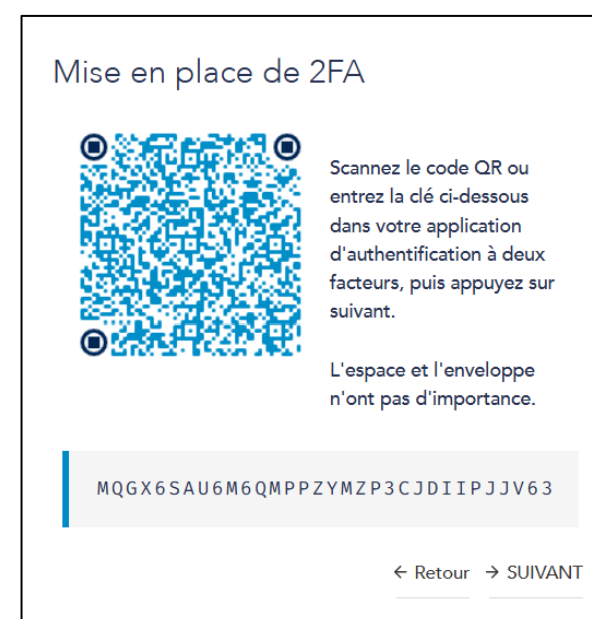 Mise en place de 2FA
Scannez le code QR ou
entrez la clé ci-dessous
dans votre application
d'authentification à deux
facteurs, puis appuyez sur
suivant.
L'espace et l'enveloppe
n'ont pas d'importance.
MQGX6SAU6M6QMPPZYMZP3CJDIIPJJV63
← Retour → SUIVANT